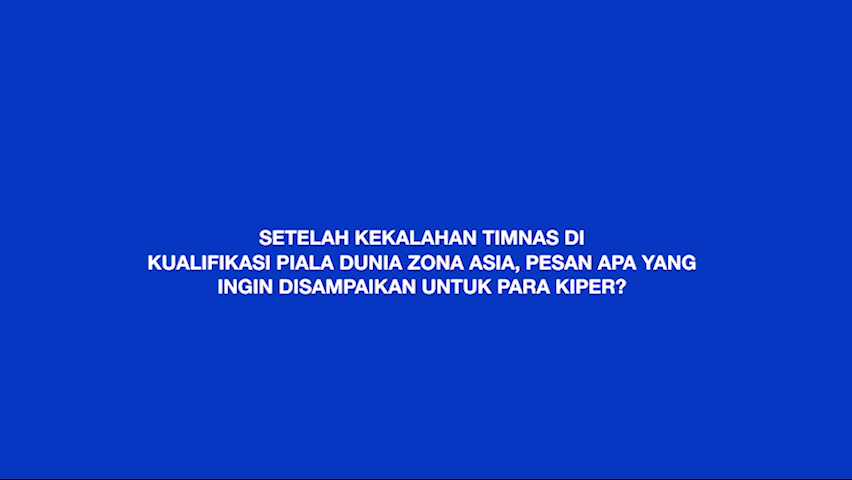 SETELAH KEKALAHAN TIMNAS DI
KUALIFIKASI PIALA DUNIA ZONA ASIA, PESAN APA YANG
INGIN DISAMPAIKAN UNTUK PARA KIPER?